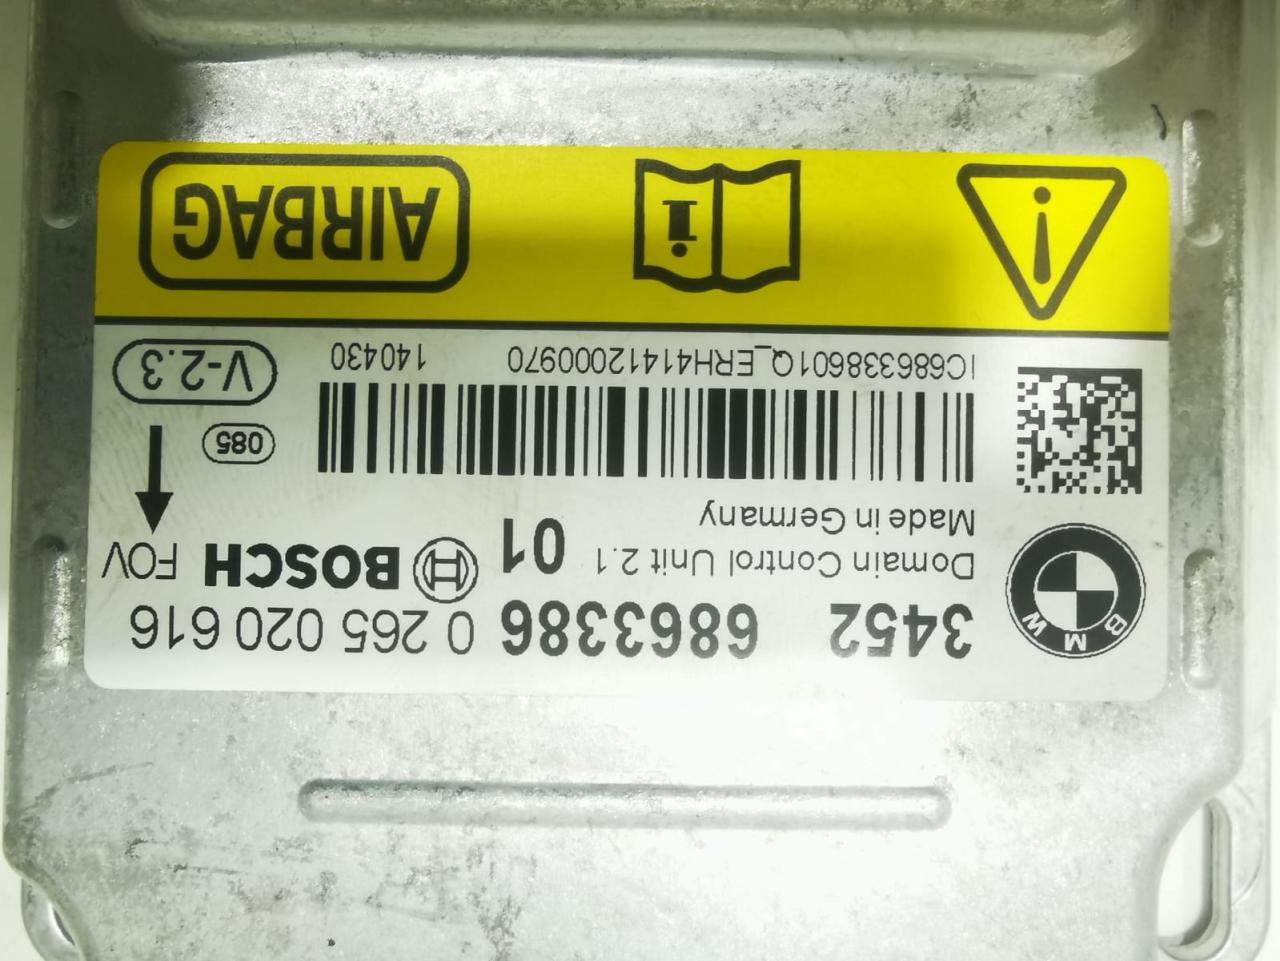 BMW
3452 6863386 0 265 020 616
Domain Control Unit 2.1 01 BOSCH FOV
Made in Germany
085
IC686338601Q_ERH41412000970 140430 V-2.3
i AIRBAG